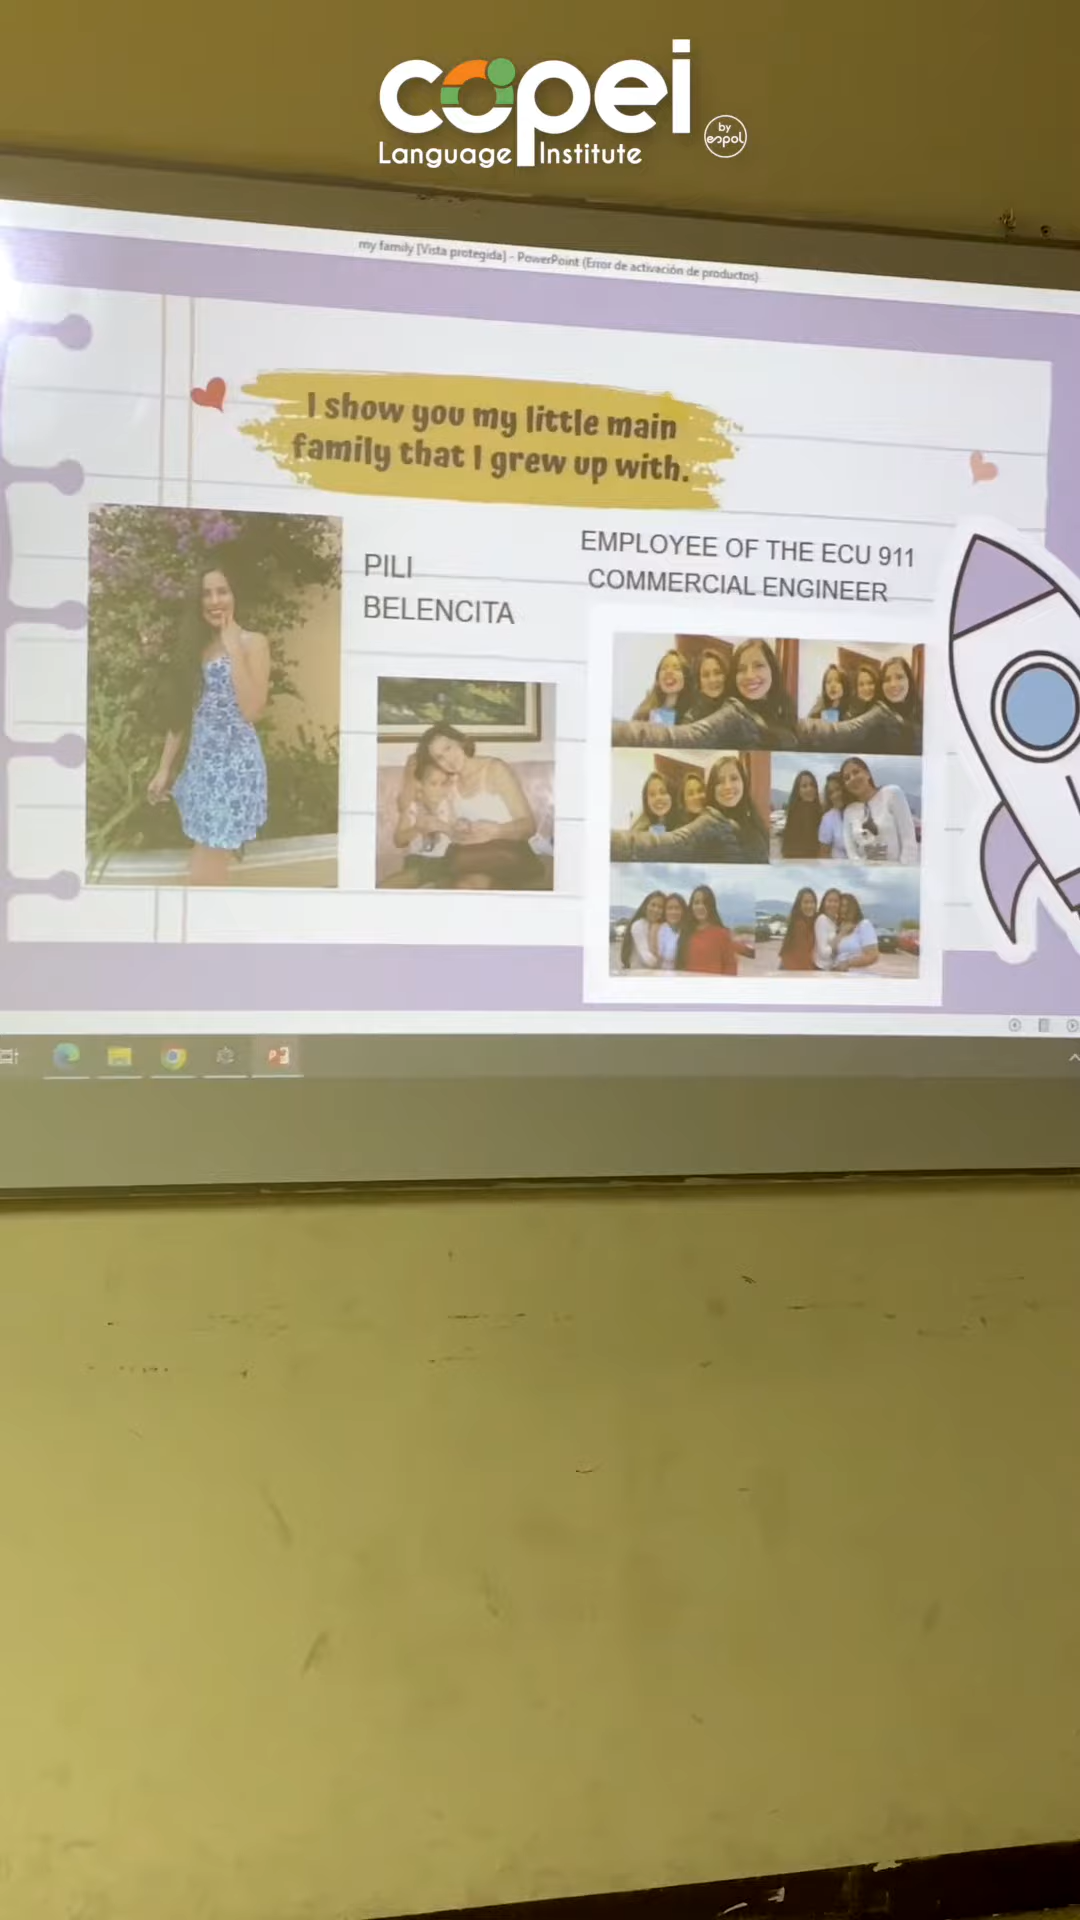 copei
Language Institute
by espol
my family [Vista protegida] - PowerPoint (Error de activación de productos)
I show you my little main
family that I grew up with.
PILI
BELENCITA
EMPLOYEE OF THE ECU 911
COMMERCIAL ENGINEER